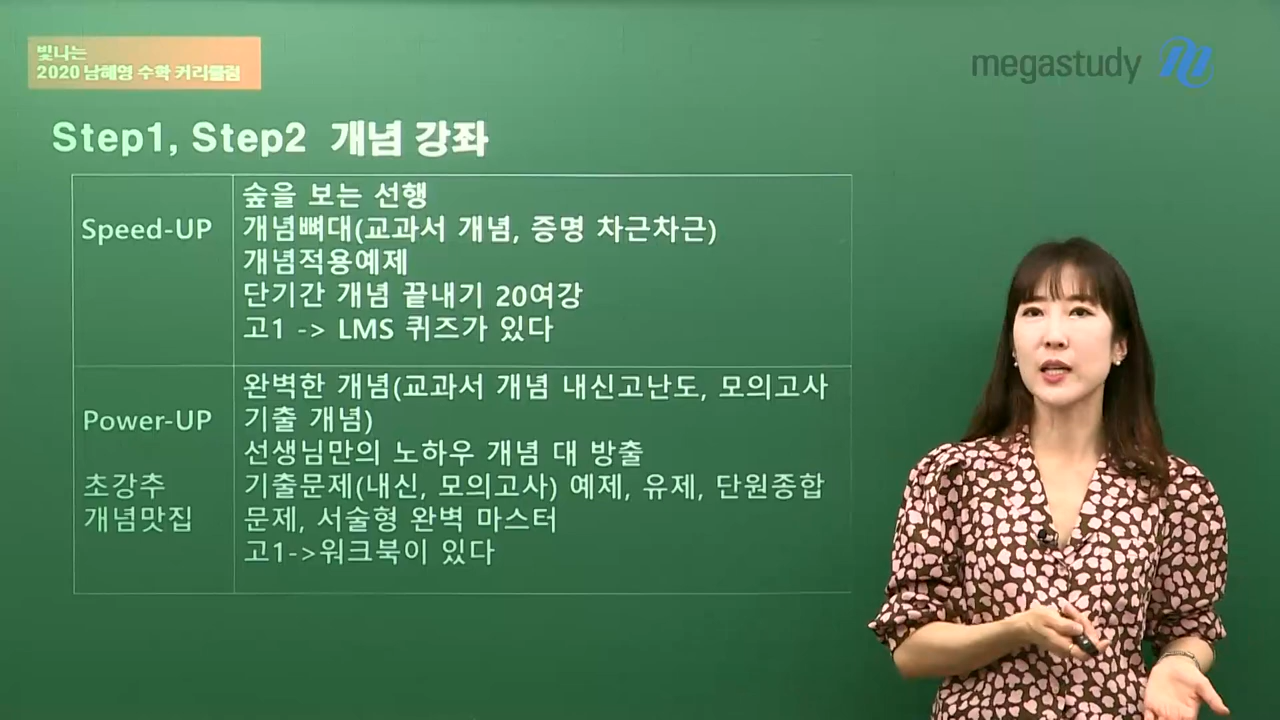 빛나는
2020 남혜영 수학 커리큘럼
megastudy
Step1, Step2 개념 강좌
Speed-UP
숲을 보는 선행
개념뼈대(교과서 개념, 증명 차근차근)
개념적용예제
단기간 개념 끝내기 20여강
고1 -> LMS 퀴즈가 있다
Power-UP
초강추
개념맛집
완벽한 개념(교과서 개념 내신고난도, 모의고사
기출 개념)
선생님만의 노하우 개념 대 방출
기출문제(내신, 모의고사) 예제, 유제, 단원종합
문제, 서술형 완벽 마스터
고1->워크북이 있다